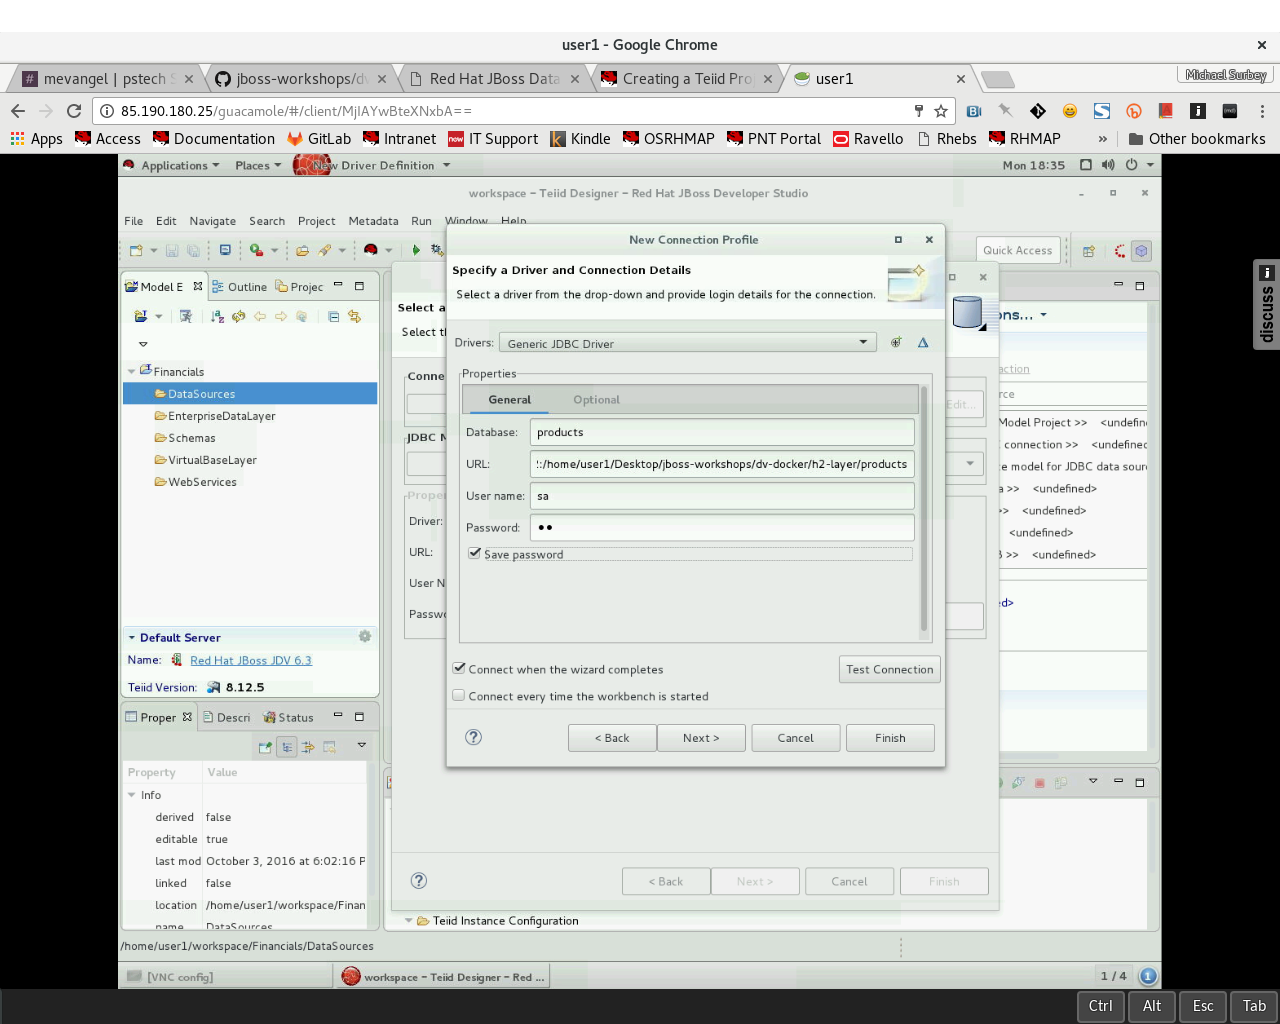 user1 - Google Chrome
mevangel | pstech
jboss-workshops/dv
Red Hat JBoss Data
Creating a Teiid Pro
user1
Michael Surbey
85.190.180.25/guacamole/#/client/MjlAYwBteXNxbA==
Apps
Access
Documentation
GitLab
Intranet
IT Support
Kindle
OSRHMAP
PNT Portal
Ravello
Rhebs
RHMAP
»
Other bookmarks
Applications
Places
New Driver Definition
Mon 18:35
workspace – Teiid Designer – Red Hat JBoss Developer Studio
File Edit Navigate Search Project Metadata Run Window Help
Quick Access
Model E
Outline
Projec
Financials
DataSources
EnterpriseDataLayer
Schemas
VirtualBaseLayer
WebServices
Default Server
Name: Red Hat JBoss JDV 6.3
Teiid Version: 8.12.5
Proper
Descri
Status
Property Value
Info
derived false
editable true
last mod October 3, 2016 at 6:02:16 P
linked false
location /home/user1/workspace/Finan
name DataSources
/home/user1/workspace/Financials/DataSources
Select a
Select th
Conne
Edit...
JDBC M
Prope
Driver:
URL:
User N
Passwo
< Back
Next >
Cancel
Finish
New Connection Profile
Specify a Driver and Connection Details
Select a driver from the drop-down and provide login details for the connection.
Drivers: Generic JDBC Driver
Properties
General
Optional
Database: products
URL: !:/home/user1/Desktop/jboss-workshops/dv-docker/h2-layer/products
User name: sa
Password: ●●
Save password
Connect when the wizard completes
Test Connection
Connect every time the workbench is started
< Back
Next >
Cancel
Finish
ons...
action
rce
Model Project >> <undefin
connection >> <undefine
e model for JDBC data sour
a >> <undefined>
>> <undefined>
<undefined>
B >> <undefined>
ed>
Teiid Instance Configuration
discuss
[VNC config]
workspace – Teiid Designer – Red ...
1 / 4
1
Ctrl
Alt
Esc
Tab